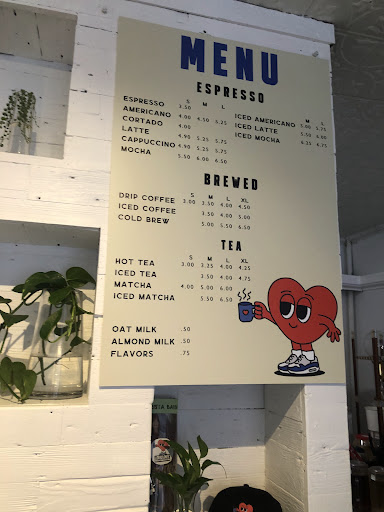 MENU
ESPRESSO
S M L
ESPRESSO 3.50
AMERICANO 4.00 4.50 5.25
CORTADO 4.00
LATTE 4.90 5.25 5.75
CAPPUCCINO 4.90 5.25 5.75
MOCHA 5.50 6.00 6.50
M L
ICED AMERICANO 5.00 5.75
ICED LATTE 5.50 6.00
ICED MOCHA 6.25 6.75
BREWED
S M L XL
DRIP COFFEE 3.00 3.50 4.00 4.50
ICED COFFEE 3.50 4.00 5.00
COLD BREW 5.00 5.50 6.50
TEA
S M L XL
HOT TEA 3.00 3.25 4.00 4.25
ICED TEA 3.50 4.00 4.75
MATCHA 4.00 5.00 6.00
ICED MATCHA 5.50 6.50
OAT MILK .50
ALMOND MILK .50
FLAVORS .75